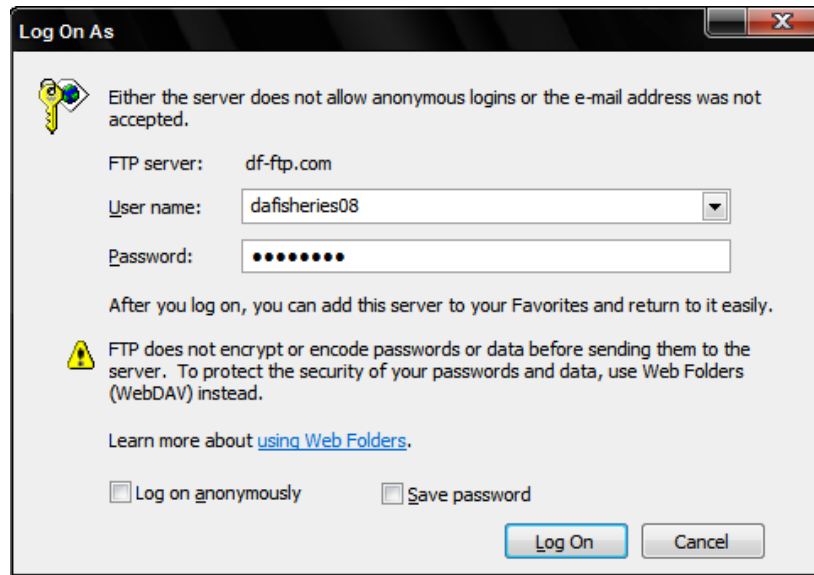 Log On As
Either the server does not allow anonymous logins or the e-mail address was not
accepted.
FTP server: df-ftp.com
User name: dafisheries08
Password: ●●●●●●●●
After you log on, you can add this server to your Favorites and return to it easily.
FTP does not encrypt or encode passwords or data before sending them to the
server. To protect the security of your passwords and data, use Web Folders
(WebDAV) instead.
Learn more about using Web Folders.
Log on anonymously Save password
Log On Cancel